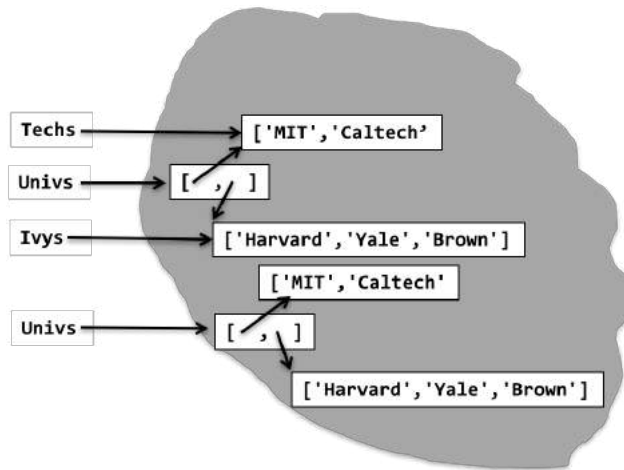 Techs
['MIT','Caltech’
Univs
[ , ]
Ivys
['Harvard','Yale','Brown']
['MIT','Caltech'
Univs
[ , ]
['Harvard','Yale','Brown']